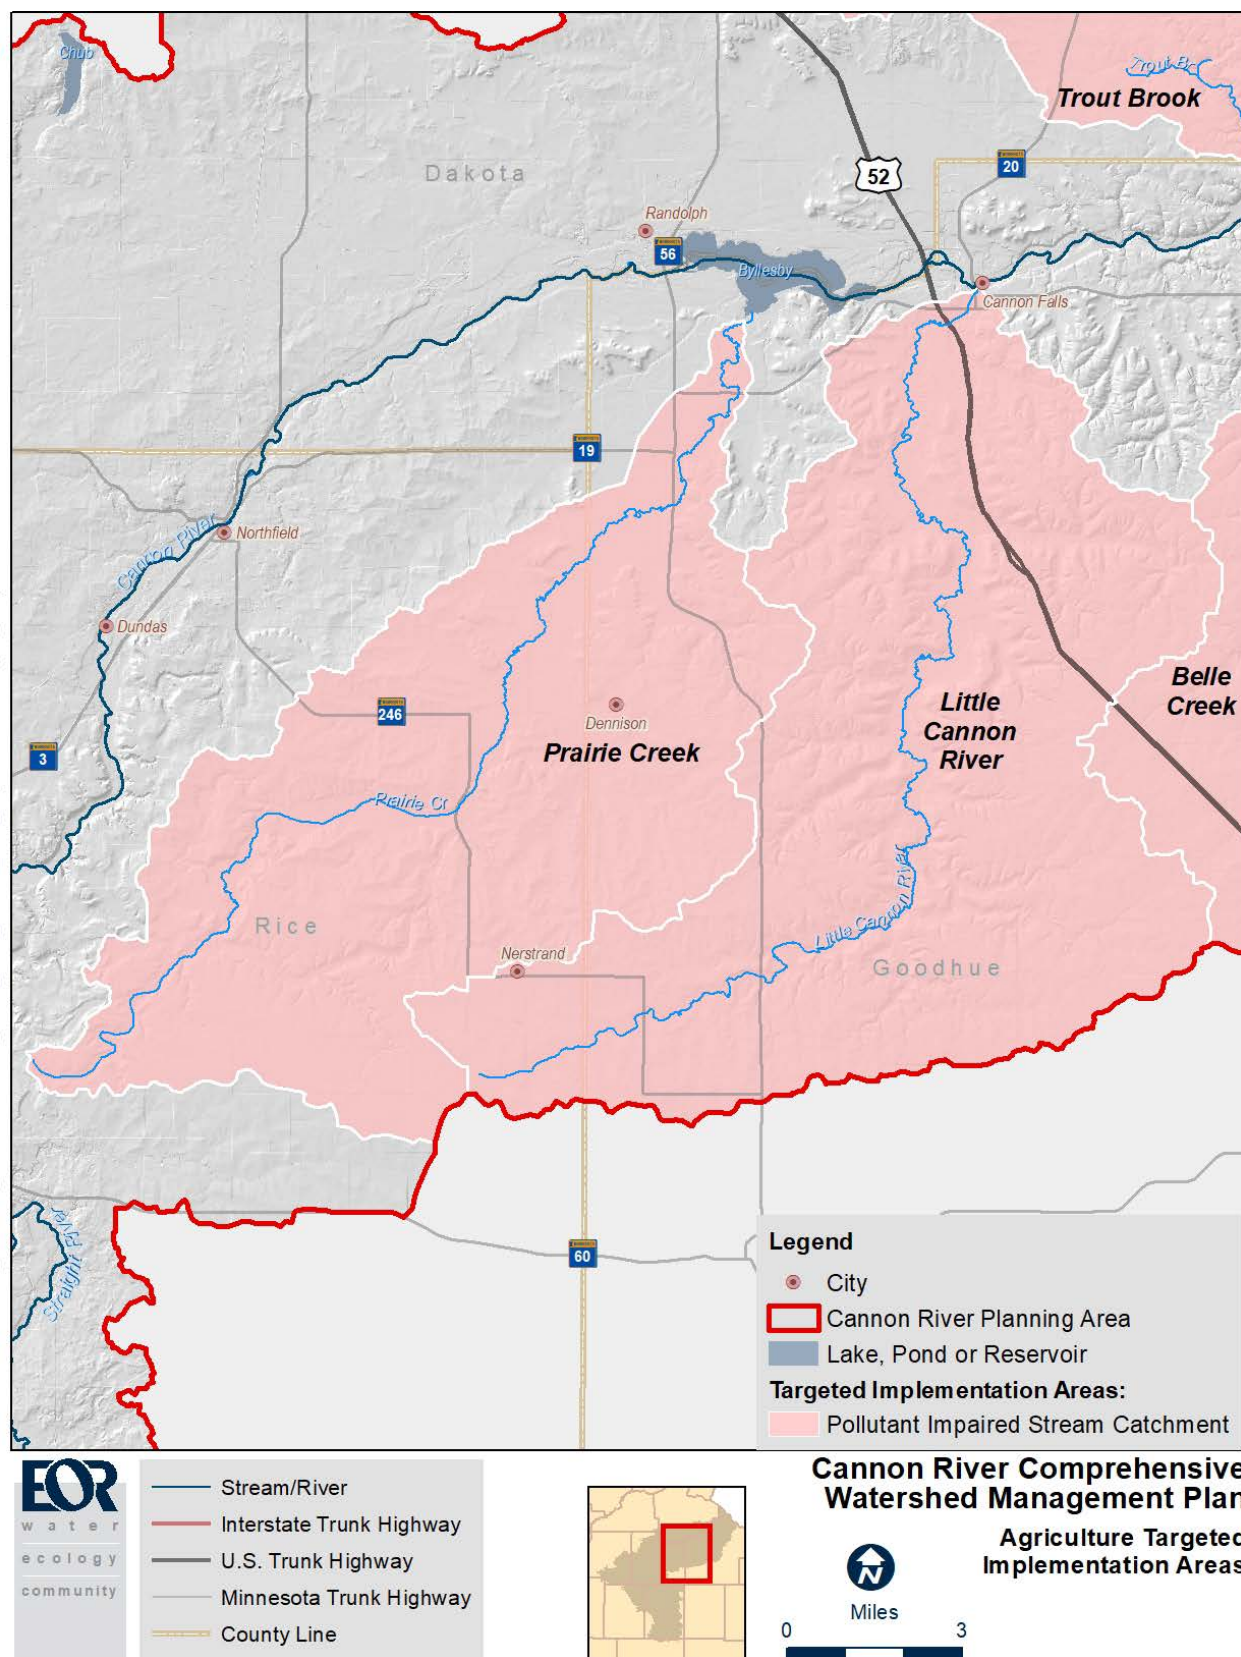 Chub
Trout Br
Trout Brook
Dakota
52
20
Randolph
56
Byllesby
Cannon Falls
19
Cannon River
Northfield
Dundas
Belle
Creek
246
Dennison
Little
Cannon
River
3
Prairie Creek
Prairie Cr
Little Cannon River
Rice
Nerstrand
Goodhue
Straight River
60
Legend
City
Cannon River Planning Area
Lake, Pond or Reservoir
Targeted Implementation Areas:
Pollutant Impaired Stream Catchment
EOR
water
ecology
community
Stream/River
Interstate Trunk Highway
U.S. Trunk Highway
Minnesota Trunk Highway
County Line
Cannon River Comprehensive
Watershed Management Plan
Agriculture Targeted
Implementation Areas
N
Miles
0 3